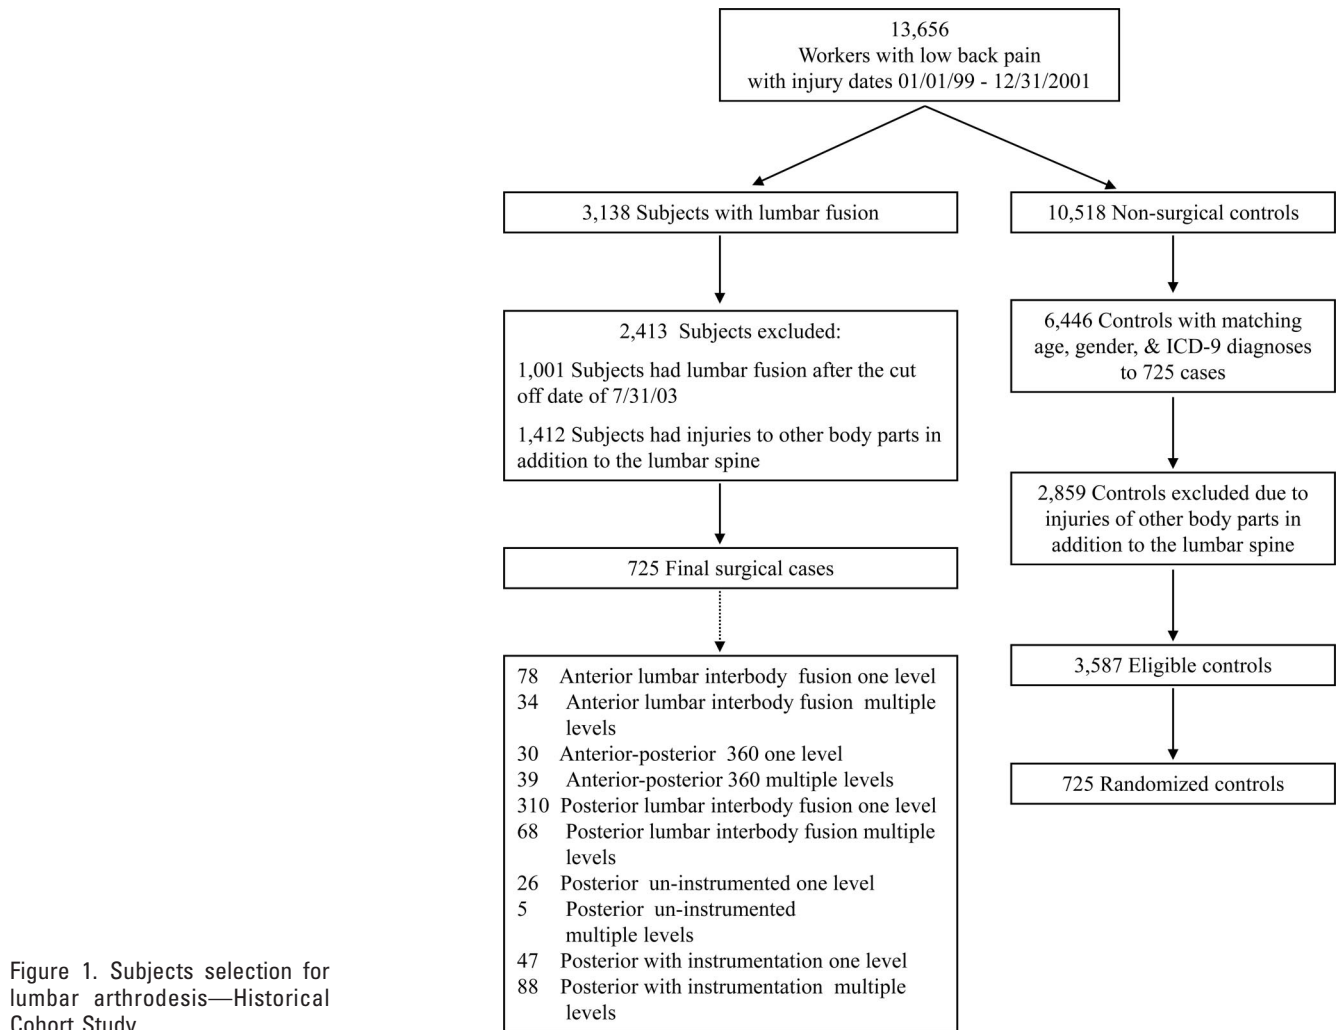 13,656
Workers with low back pain
with injury dates 01/01/99 - 12/31/2001
3,138 Subjects with lumbar fusion
2,413 Subjects excluded:
1,001 Subjects had lumbar fusion after the cut
off date of 7/31/03
1,412 Subjects had injuries to other body parts in
addition to the lumbar spine
725 Final surgical cases
78 Anterior lumbar interbody fusion one level
34 Anterior lumbar interbody fusion multiple
levels
30 Anterior-posterior 360 one level
39 Anterior-posterior 360 multiple levels
310 Posterior lumbar interbody fusion one level
68 Posterior lumbar interbody fusion multiple
levels
26 Posterior un-instrumented one level
5 Posterior un-instrumented
multiple levels
47 Posterior with instrumentation one level
88 Posterior with instrumentation multiple
levels
10,518 Non-surgical controls
6,446 Controls with matching
age, gender, & ICD-9 diagnoses
to 725 cases
2,859 Controls excluded due to
injuries of other body parts in
addition to the lumbar spine
3,587 Eligible controls
725 Randomized controls
Figure 1. Subjects selection for
lumbar arthrodesis—Historical
Cohort Study